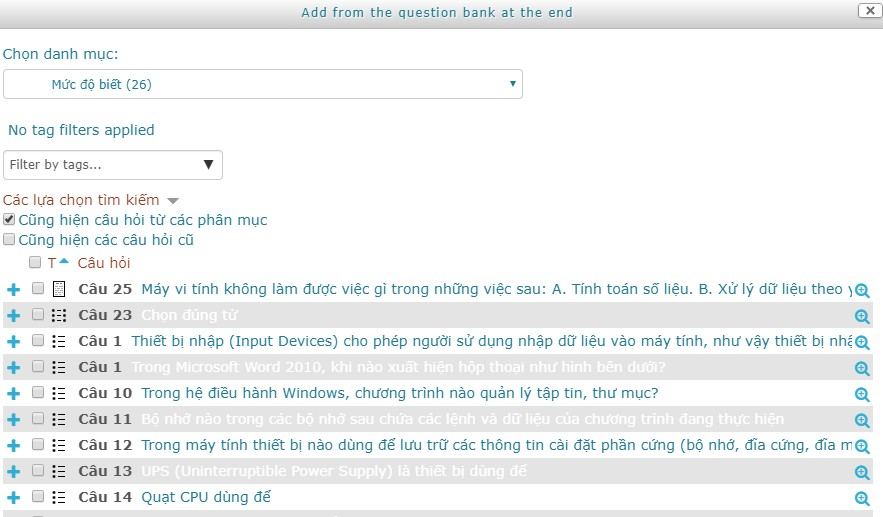 Add from the question bank at the end
Chọn danh mục:
Mức độ biết (26)
No tag filters applied
Filter by tags...
Các lựa chọn tìm kiếm
Cũng hiện câu hỏi từ các phân mục
Cũng hiện các câu hỏi cũ
T Câu hỏi
Câu 25 Máy vi tính không làm được việc gì trong những việc sau: A. Tính toán số liệu. B. Xử lý dữ liệu theo y
Câu 23 Chọn đúng từ
Câu 1 Thiết bị nhập (Input Devices) cho phép người sử dụng nhập dữ liệu vào máy tính, như vậy thiết bị nhậ
Câu 1 Trong Microsoft Word 2010, khi nào xuất hiện hộp thoại như hình bên dưới?
Câu 10 Trong hệ điều hành Windows, chương trình nào quản lý tập tin, thư mục?
Câu 11 Bộ nhớ nào trong các bộ nhớ sau chứa các lệnh và dữ liệu của chương trình đang thực hiên
Câu 12 Trong máy tính thiết bị nào dùng để lưu trữ các thông tin cài đặt phần cứng (bộ nhớ, đĩa cứng, đĩa m
Câu 13 UPS (Uninterruptible Power Supply) là thiết bị dùng để
Câu 14 Quạt CPU dùng để